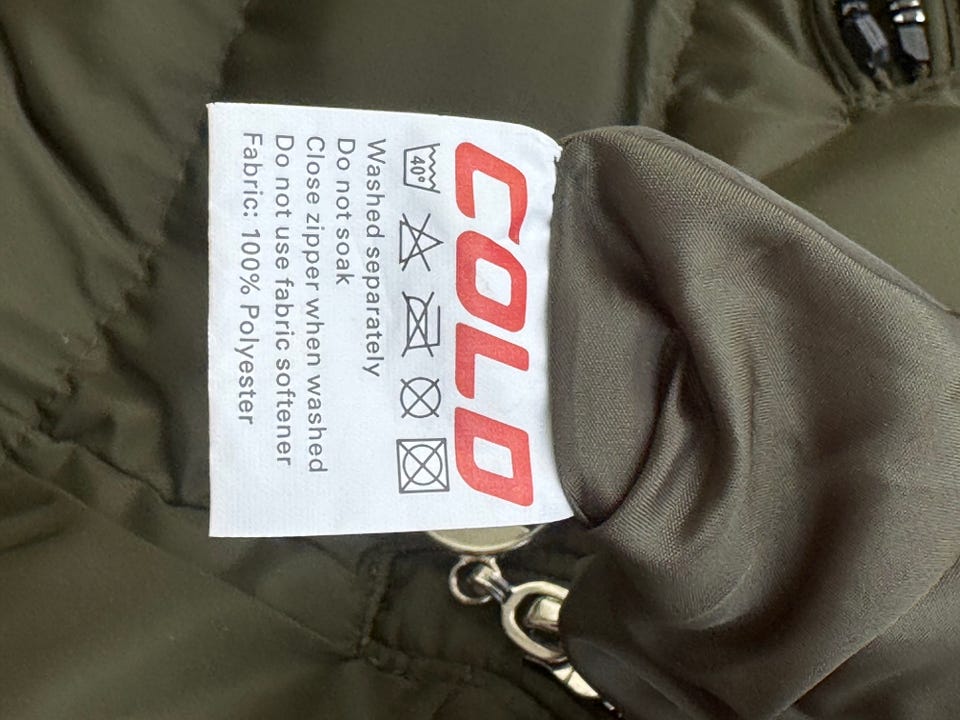 COLD
40°
Washed separately
Do not soak
Close zipper when washed
Do not use fabric softener
Fabric: 100% Polyester